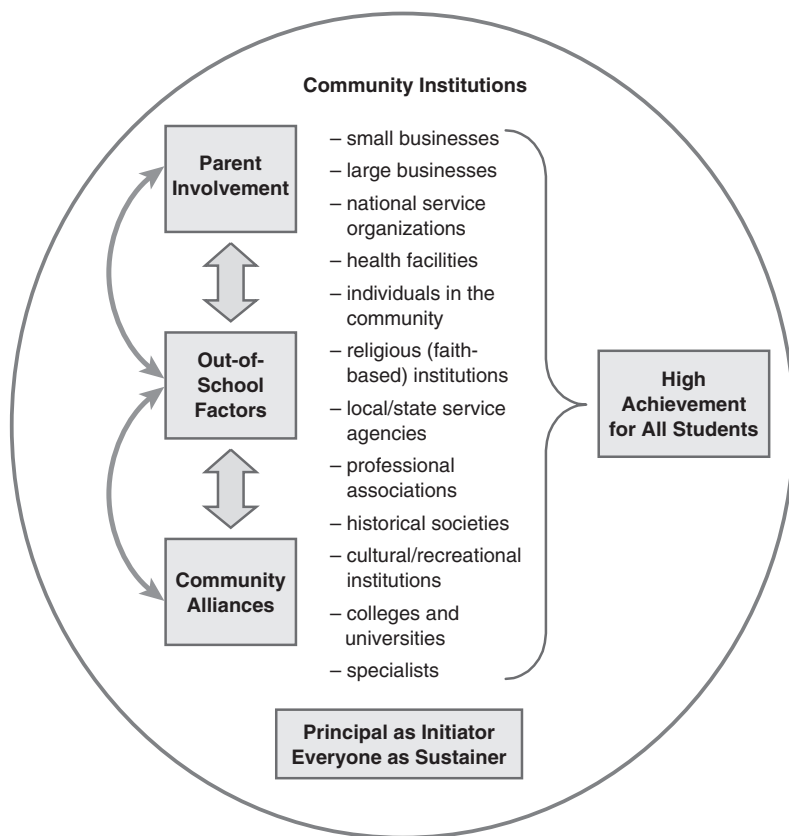 Community Institutions
Parent
Involvement
Out-of-
School
Factors
Community
Alliances
– small businesses
– large businesses
– national service
organizations
– health facilities
– individuals in the
community
– religious (faith-
based) institutions
– local/state service
agencies
– professional
associations
– historical societies
– cultural/recreational
institutions
– colleges and
universities
– specialists
High
Achievement
for All Students
Principal as Initiator
Everyone as Sustainer